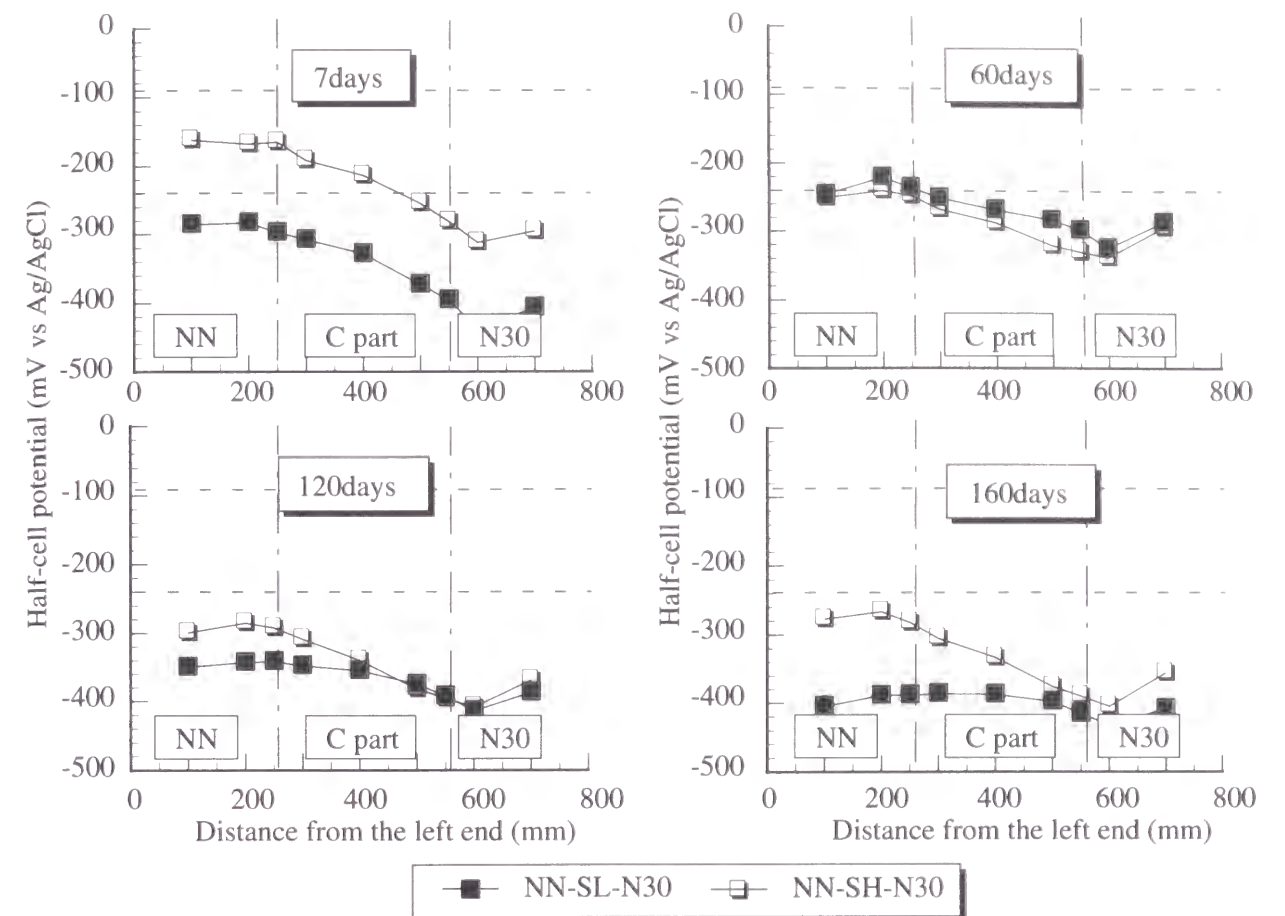 0
-100
-200
-300
-400
-500
7days
NN
C part
N30
0 200 400 600 800
Half-cell potential (mV vs Ag/AgCl)
0
-100
-200
-300
-400
-500
60days
NN
C part
N30
0 200 400 600 800
Half-cell potential (mV vs Ag/AgCl)
0
-100
-200
-300
-400
-500
120days
NN
C part
N30
0 200 400 600 800
Distance from the left end (mm)
0
-100
-200
-300
-400
-500
160days
NN
C part
N30
0 200 400 600 800
Distance from the left end (mm)
NN-SL-N30 NN-SH-N30